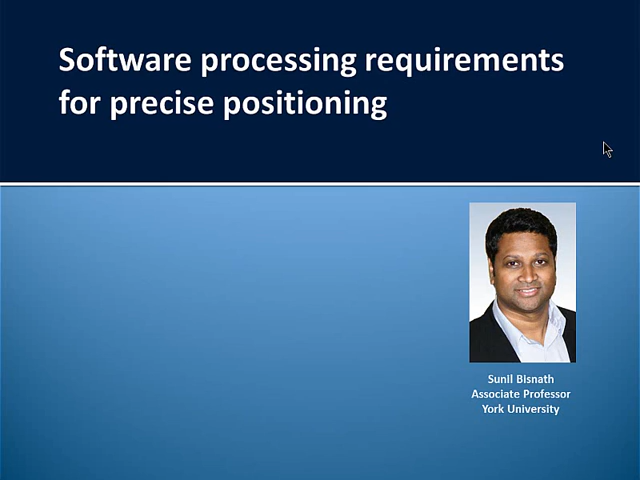 Software processing requirements
for precise positioning
Sunil Bisnath
Associate Professor
York University